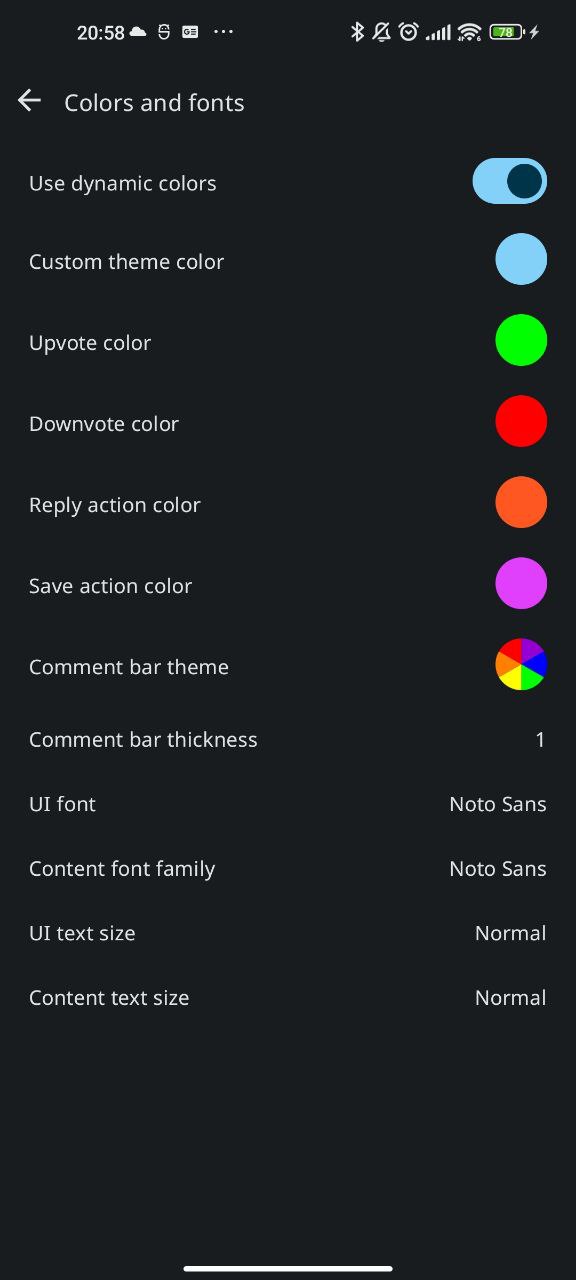 20:58
GE
6
78
Colors and fonts
Use dynamic colors
Custom theme color
Upvote color
Downvote color
Reply action color
Save action color
Comment bar theme
Comment bar thickness 1
UI font Noto Sans
Content font family Noto Sans
UI text size Normal
Content text size Normal